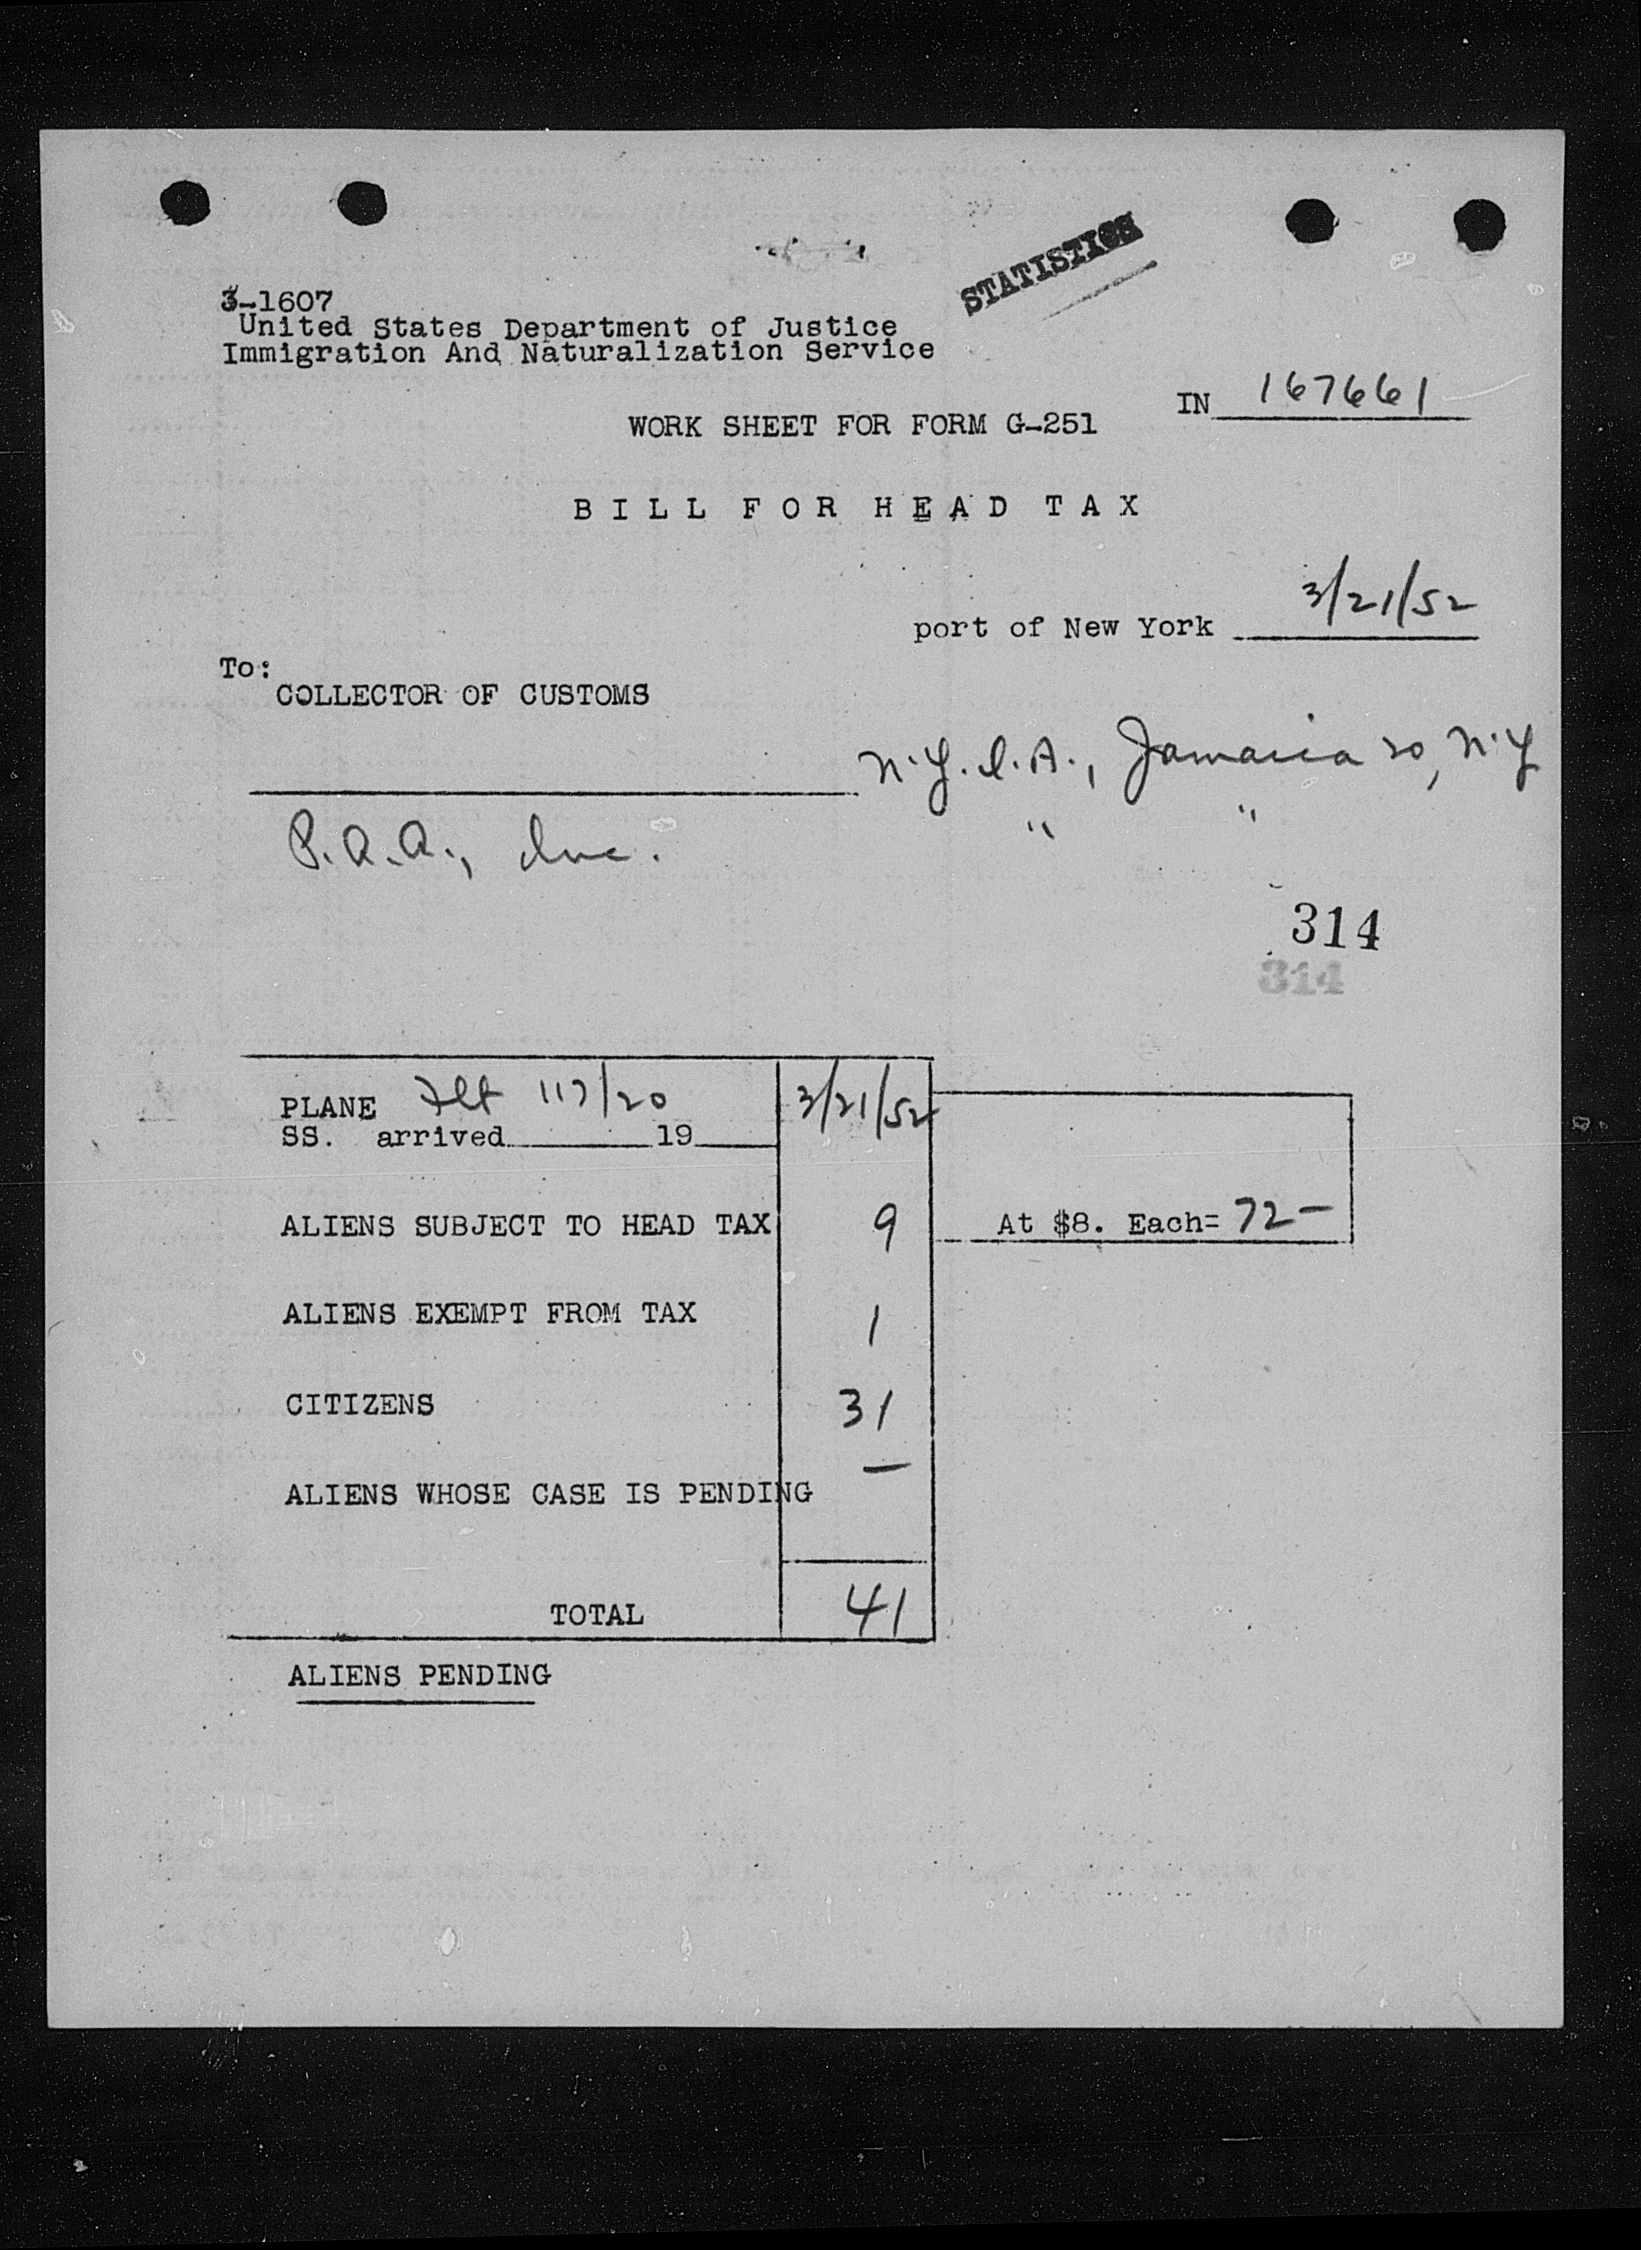 STATISTICS
3-1607
United States Department of Justice
Immigration And Naturalization Service
IN 167661
WORK SHEET FOR FORM G-251
BILL FOR HEAD TAX
port of New York 3/21/52
To:
COLLECTOR OF CUSTOMS
N.Y.I.A., Jamaica 20, N.Y
P.A.A., Inc. " "
314
314
PLANE Flt 117/20 3/21/52
SS. arrived 19
ALIENS SUBJECT TO HEAD TAX 9 At $8. Each= 72-
ALIENS EXEMPT FROM TAX 1
CITIZENS 31
ALIENS WHOSE CASE IS PENDING —
TOTAL 41
ALIENS PENDING